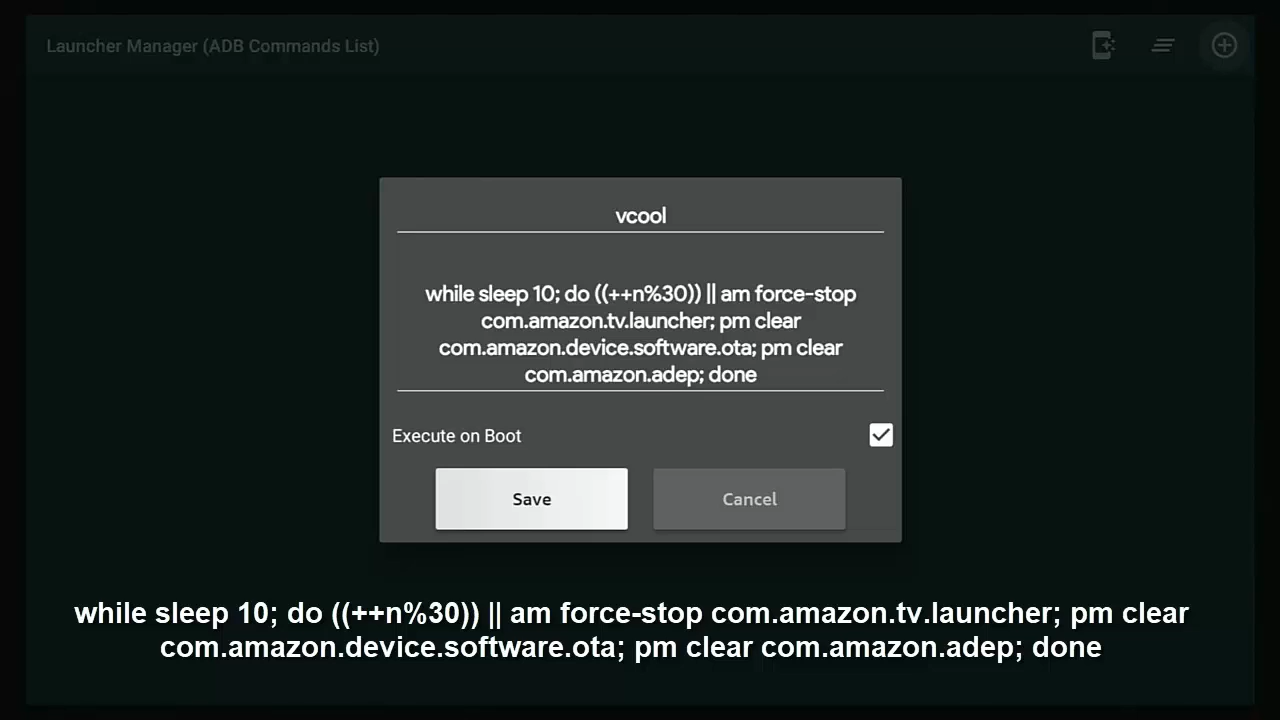 Launcher Manager (ADB Commands List)
vcool
while sleep 10; do ((++n%30)) || am force-stop
com.amazon.tv.launcher; pm clear
com.amazon.device.software.ota; pm clear
com.amazon.adep; done
Execute on Boot
Save
Cancel
while sleep 10; do ((++n%30)) || am force-stop com.amazon.tv.launcher; pm clear
com.amazon.device.software.ota; pm clear com.amazon.adep; done